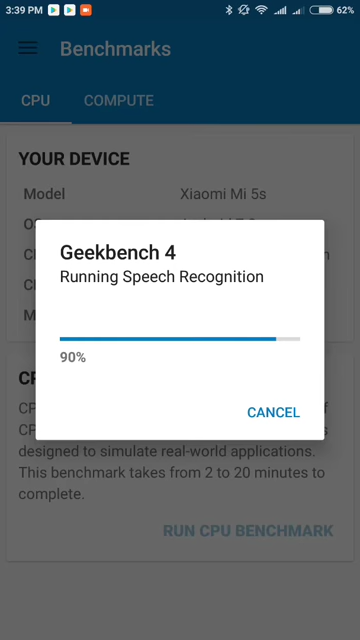 3:39 PM
62%
Benchmarks
CPU
COMPUTE
YOUR DEVICE
Model
Xiaomi Mi 5s
Geekbench 4
Running Speech Recognition
90%
CANCEL
designed to simulate real-world applications.
This benchmark takes from 2 to 20 minutes to
complete.
RUN CPU BENCHMARK